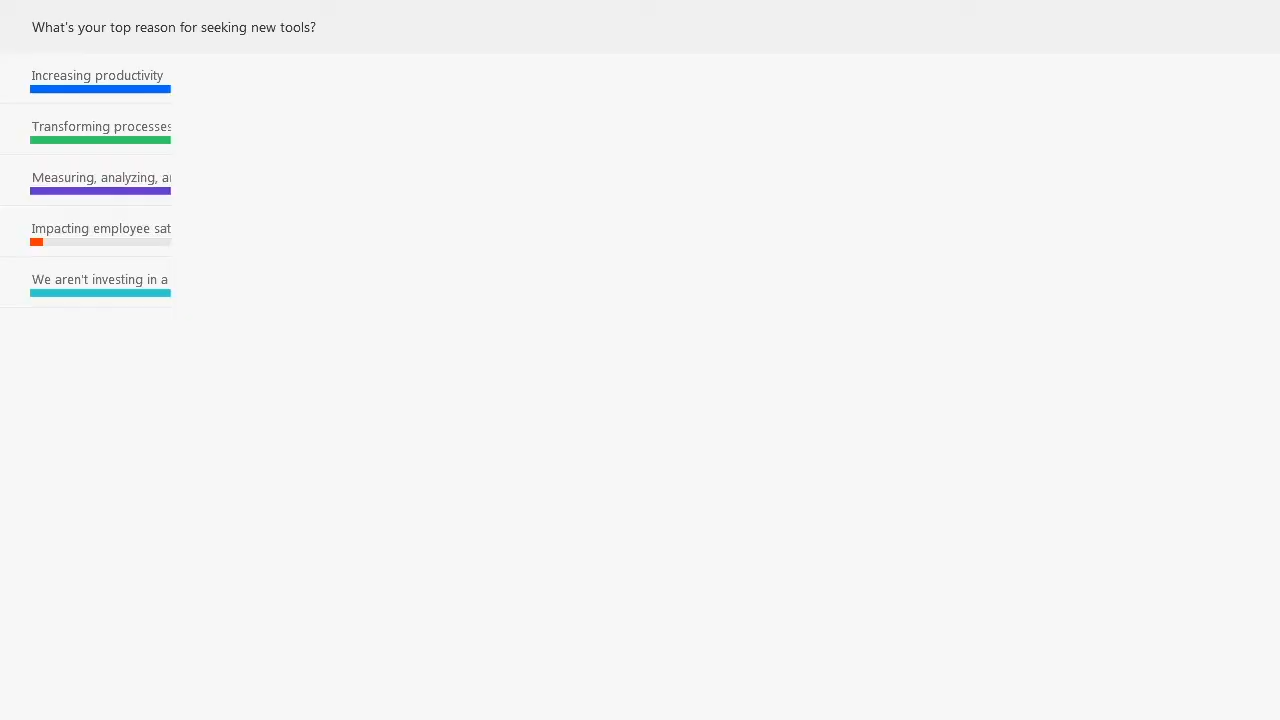 What's your top reason for seeking new tools?
Increasing productivity
Transforming processes
Measuring, analyzing,
Impacting employee
We aren't investing in a